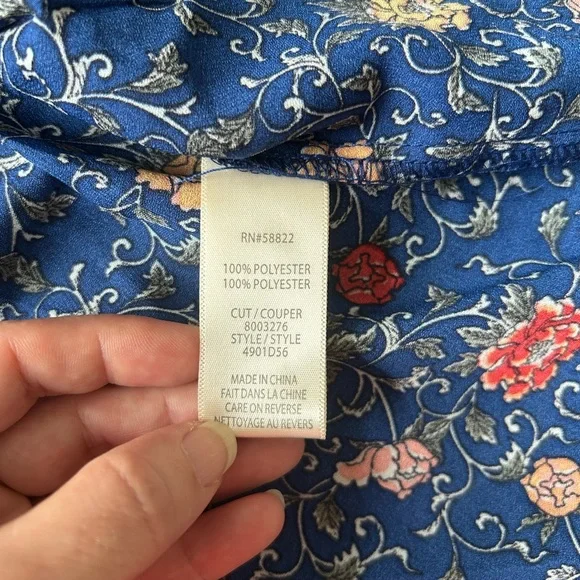 RN#58822
100% POLYESTER
100% POLYESTER
CUT / COUPER
8003276
STYLE / STYLE
4901D56
MADE IN CHINA
FAIT DANS LA CHINE
CARE ON REVERSE
NETTOYAGE AU REVERS